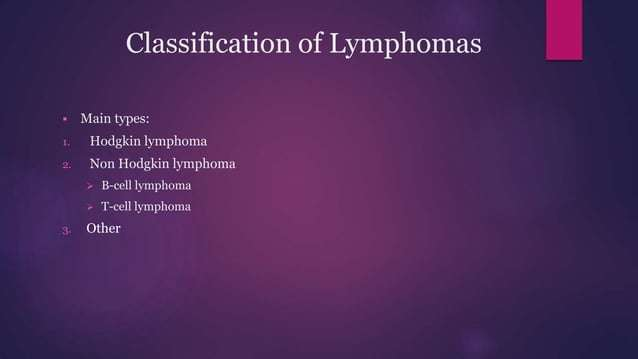 Classification of Lymphomas
▪ Main types:
1. Hodgkin lymphoma
2. Non Hodgkin lymphoma
➢ B-cell lymphoma
➢ T-cell lymphoma
3. Other